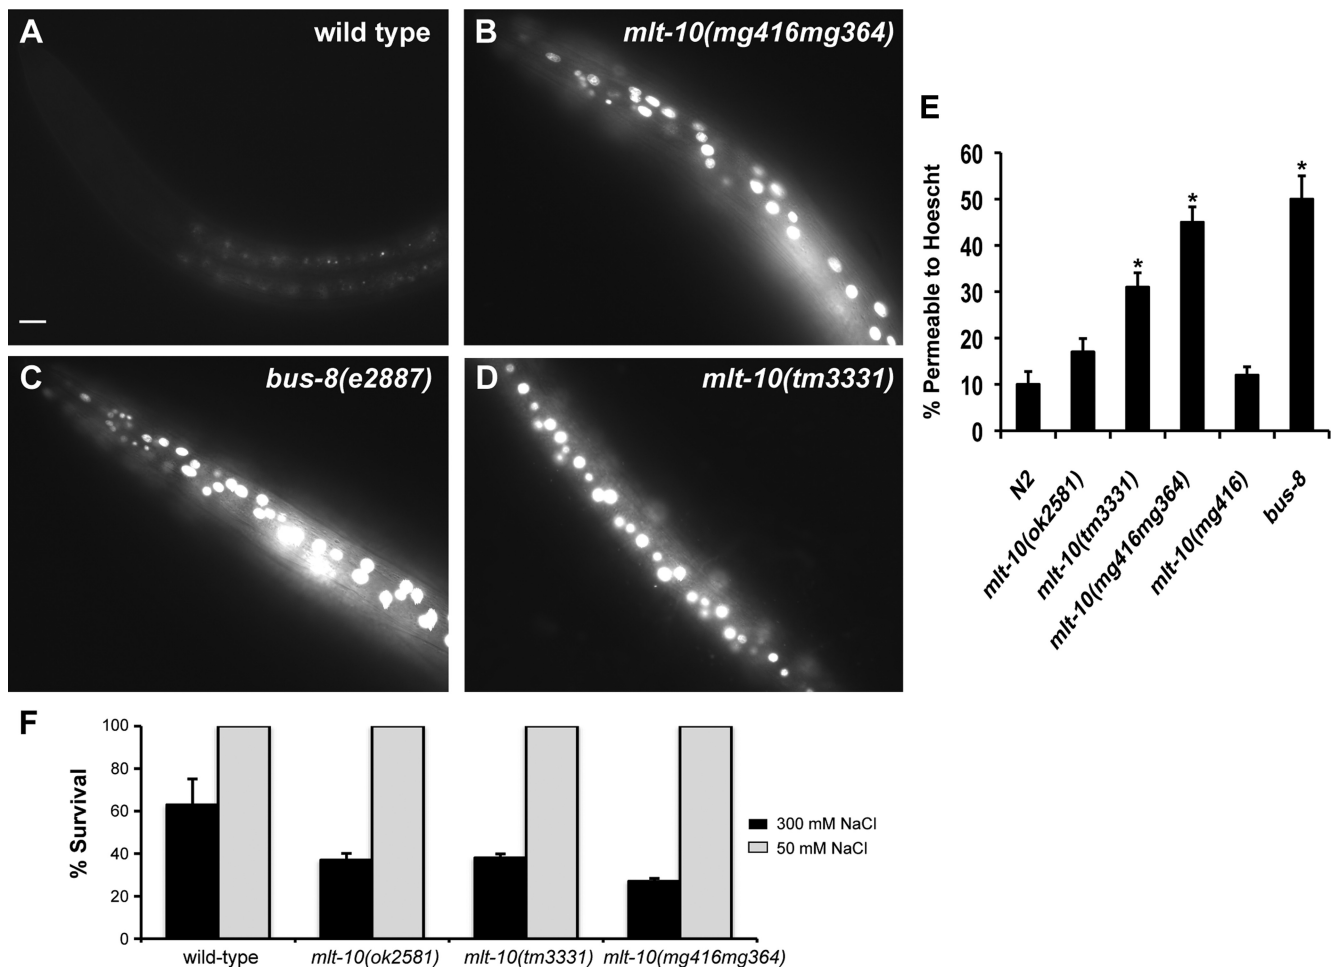 A
wild type
B
mlt-10(mg416mg364)
C
bus-8(e2887)
D
mlt-10(tm3331)
E
% Permeable to Hoescht
60
50
40
30
20
10
0
*
*
*
N2
mlt-10(ok2581)
mlt-10(tm3331)
mlt-10(mg416mg364)
mlt-10(mg416)
bus-8
F
% Survival
100
80
60
40
20
0
300 mM NaCl
50 mM NaCl
wild-type
mlt-10(ok2581)
mlt-10(tm3331)
mlt-10(mg416mg364)